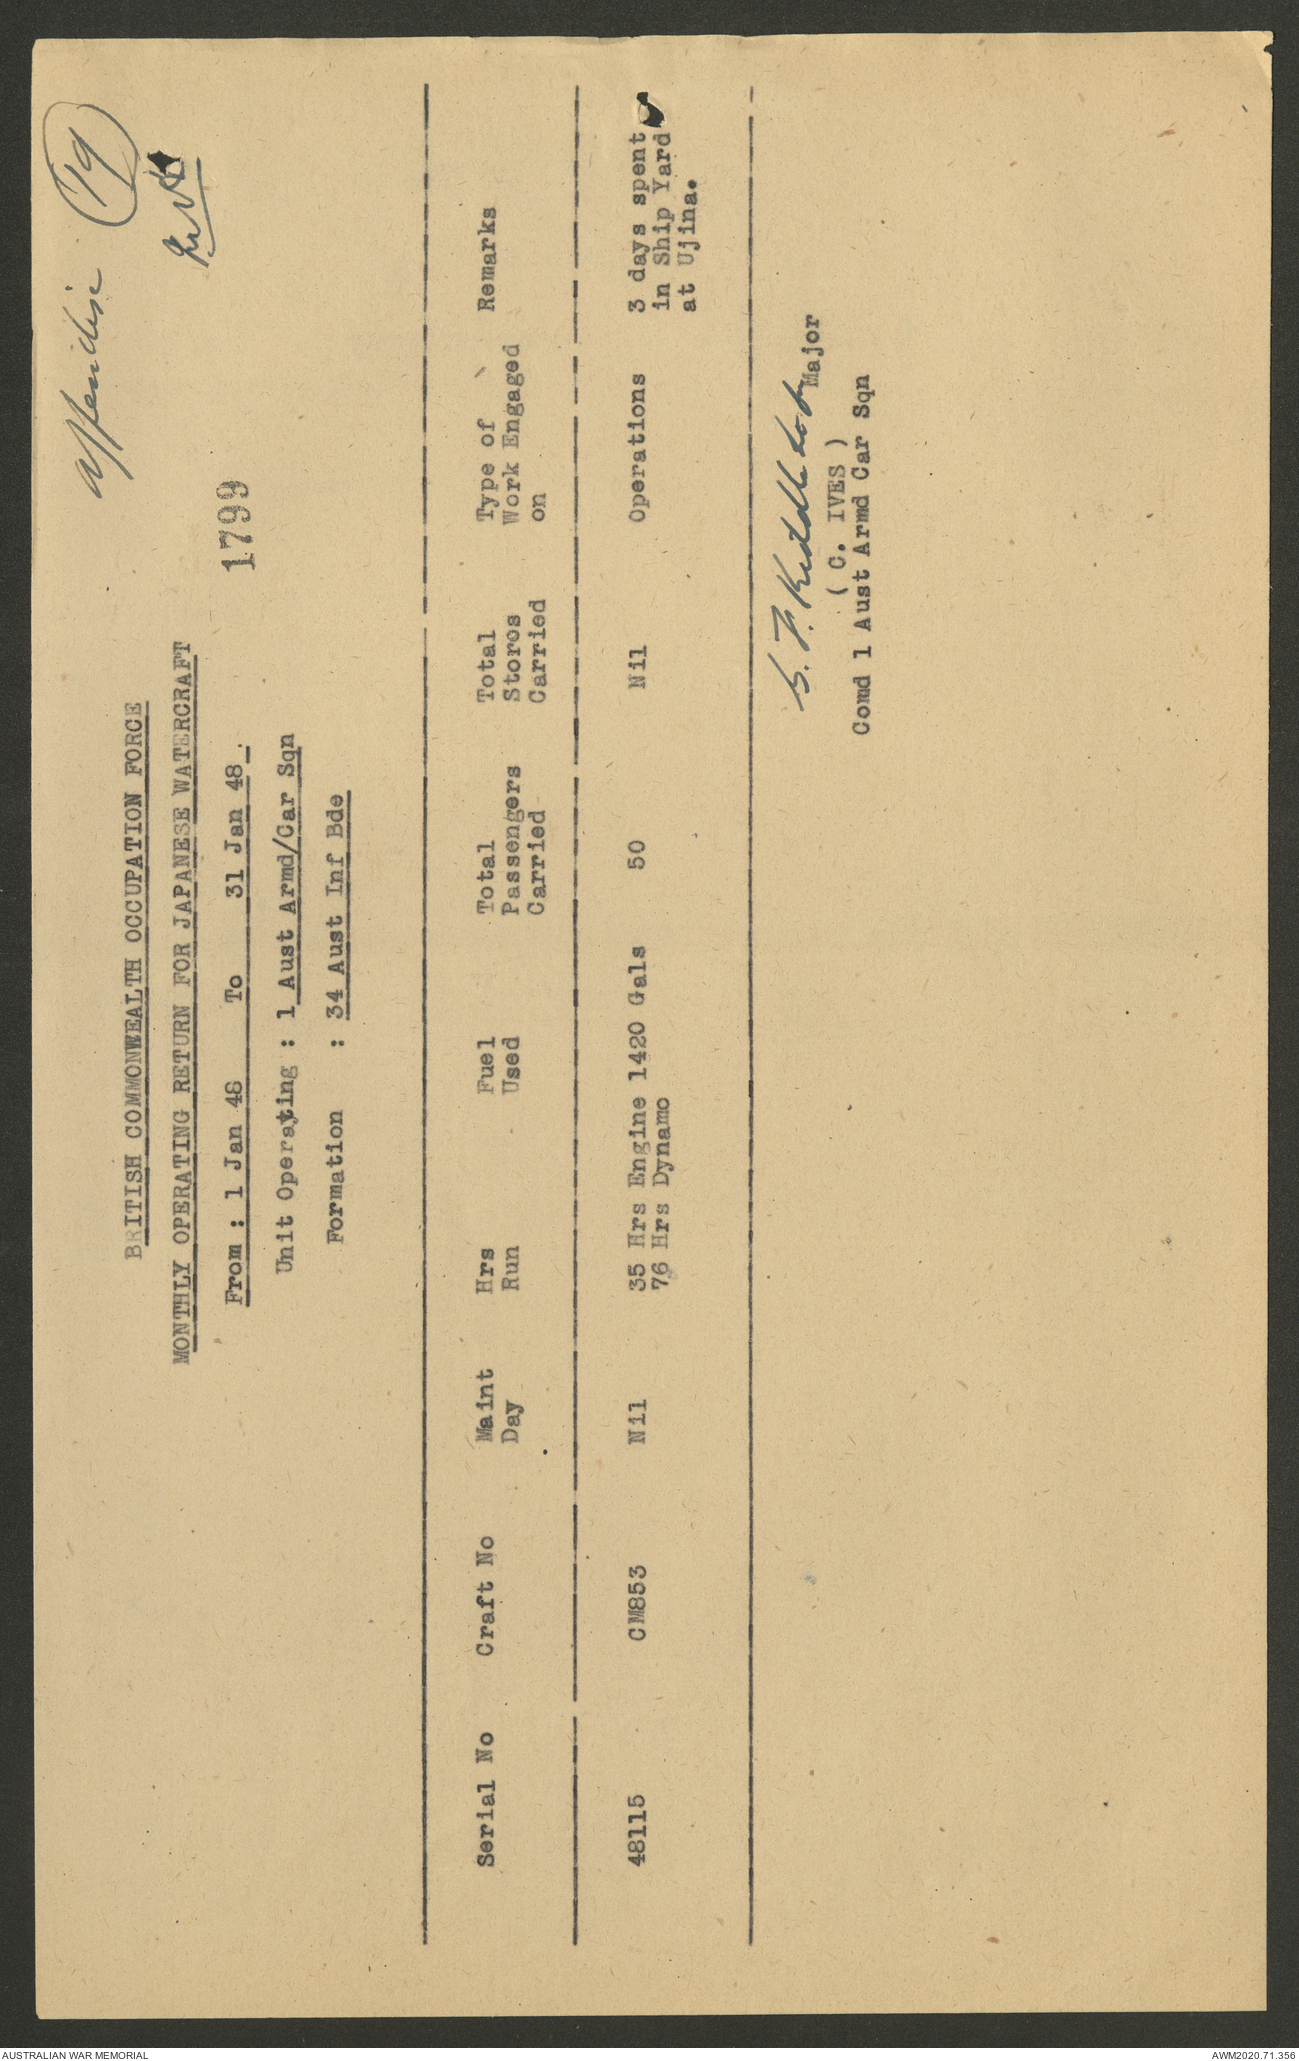 Appendix 19
BRITISH COMMONWEALTH OCCUPATION FORCE
MONTHLY OPERATING RETURN FOR JAPANESE WATERCRAFT
From : 1 Jan 48 To 31 Jan 48.
1799
Unit Operating : 1 Aust Armd/Car Sqn
Formation : 34 Aust Inf Bde
Serial No Craft No Maint Hrs Fuel Total Total Type of Remarks
Day Run Used Passengers Stores Work Engaged
Carried Carried on
48115 CM853 Nil 35 Hrs Engine 1420 Gals 50 Nil Operations 3 days spent
76 Hrs Dynamo in Ship Yard
at Ujina.
Major
( C. IVES )
Comd 1 Aust Armd Car Sqn
AUSTRALIAN WAR MEMORIAL
AWM2020.71.356